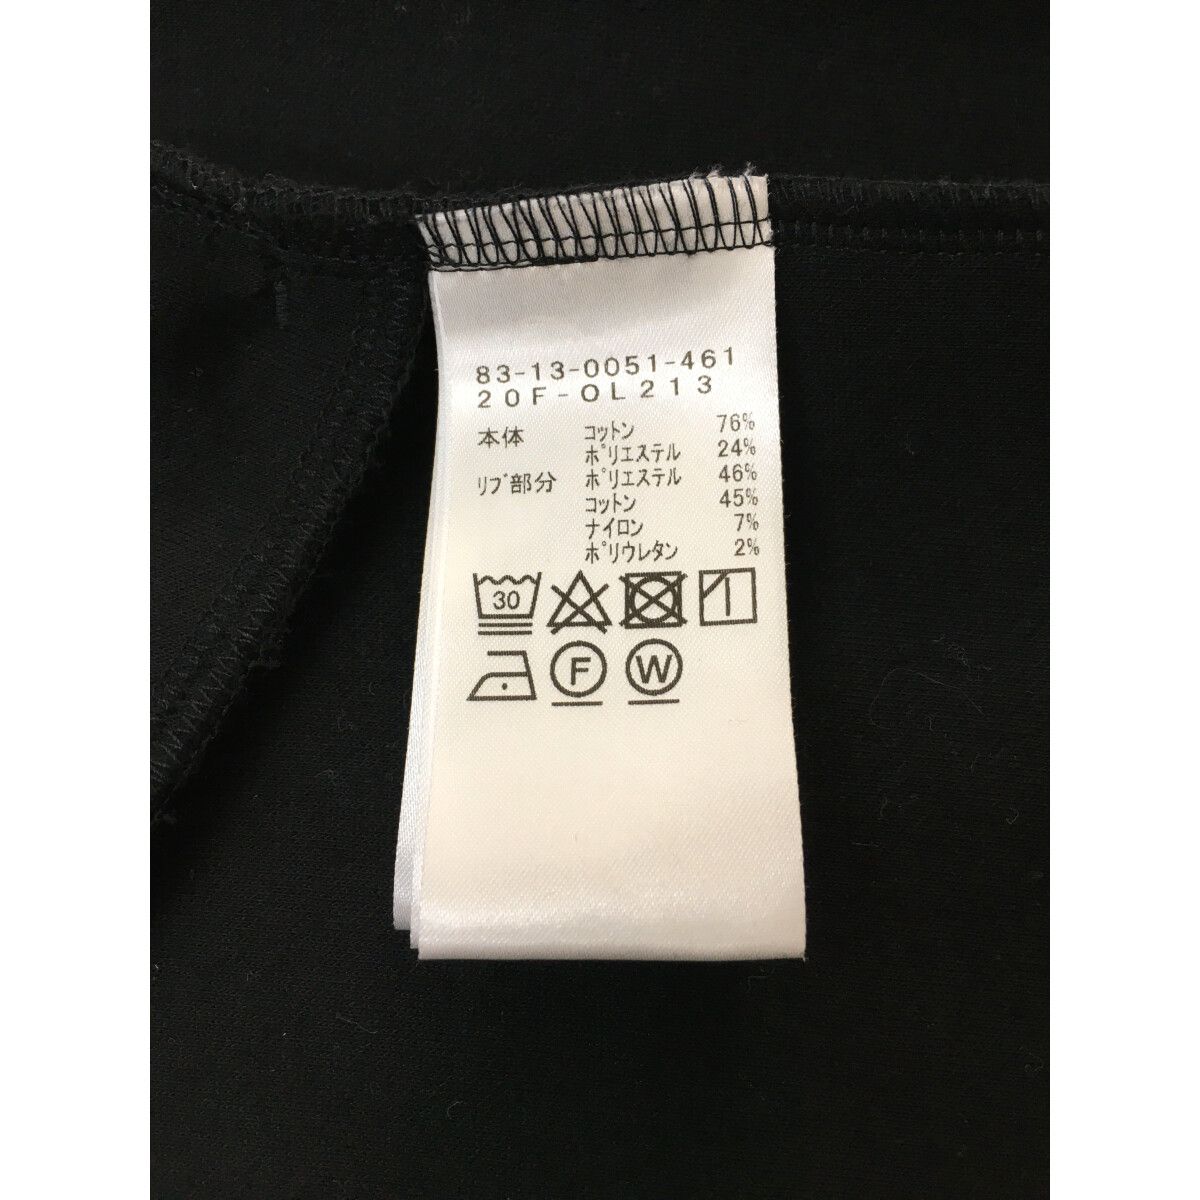 83-13-0051-461
20F-OL213
本体 コットン 76%
ポリエステル 24%
リブ部分 ポリエステル 46%
コットン 45%
ナイロン 7%
ポリウレタン 2%
30
F W